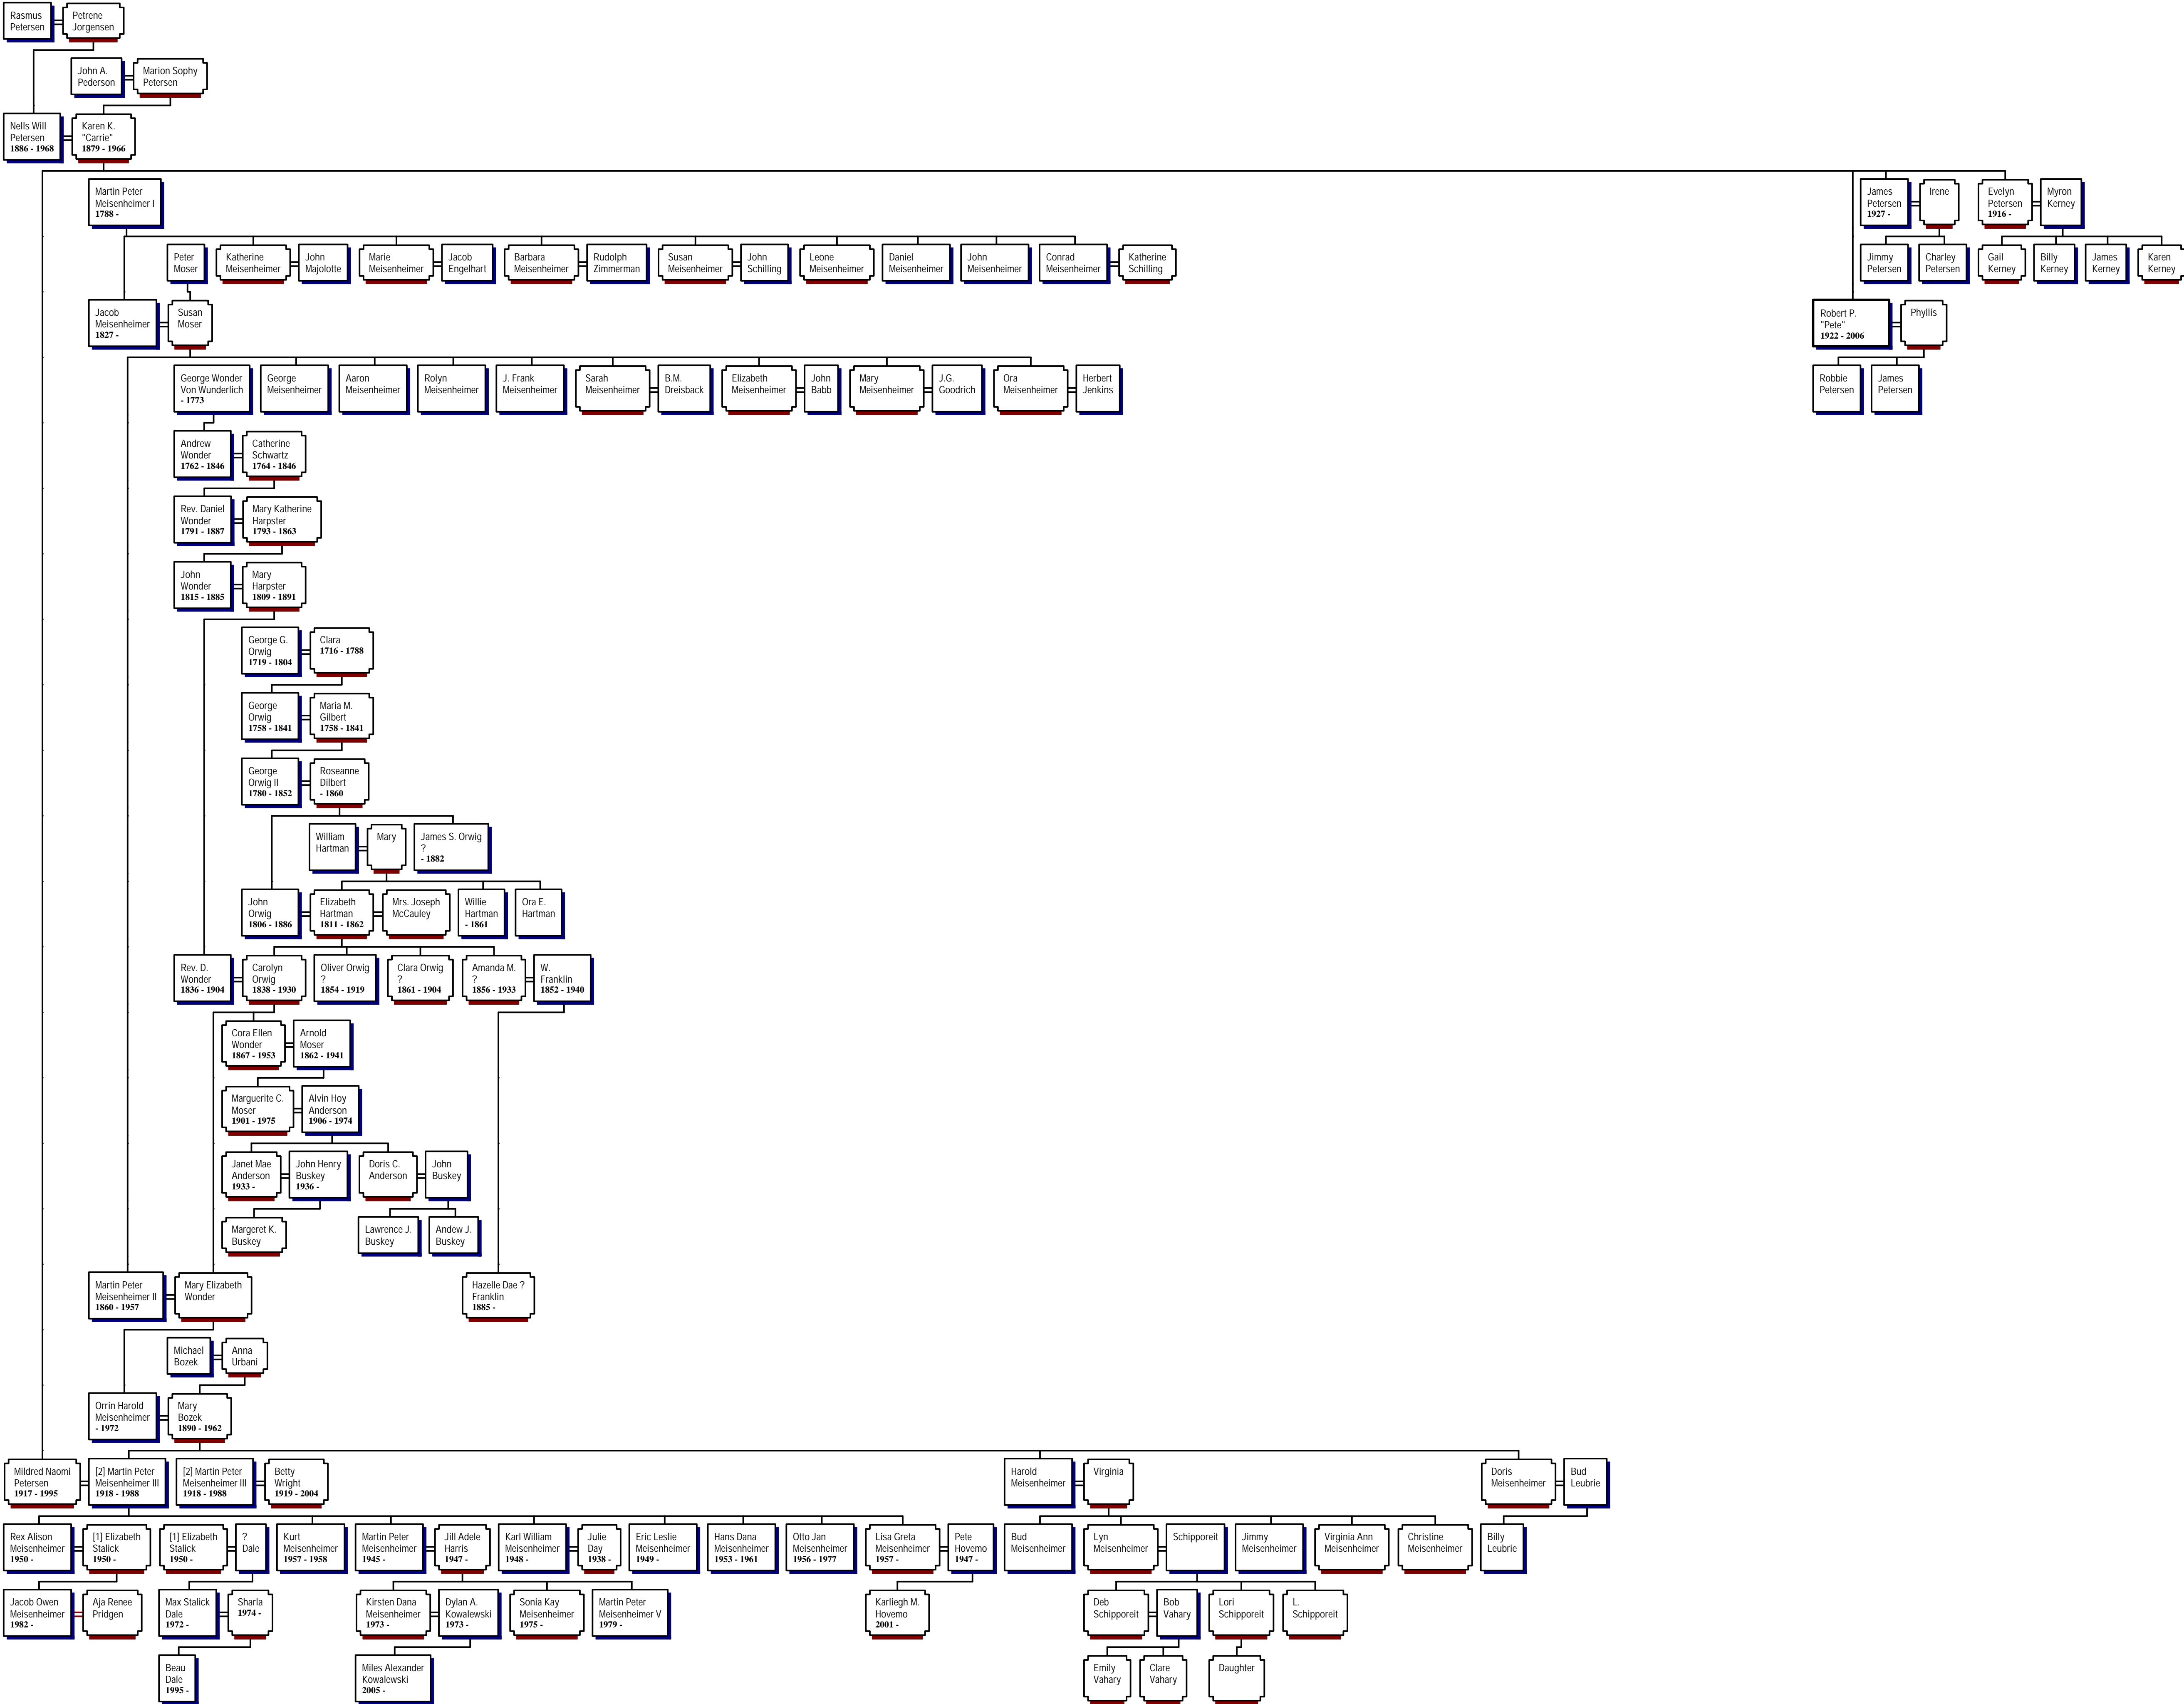 Rasmus
Petersen
Petrene
Jorgensen
John A.
Pederson
Marion Sophy
Petersen
Nells Will
Petersen
1886 - 1968
Karen K.
"Carrie"
1879 - 1966
Martin Peter
Meisenheimer I
1788 -
James
Petersen
1927 -
Irene
Evelyn
Petersen
1916 -
Myron
Kerney
Peter
Moser
Katherine
Meisenheimer
John
Majolotte
Marie
Meisenheimer
Jacob
Engelhart
Barbara
Meisenheimer
Rudolph
Zimmerman
Susan
Meisenheimer
John
Schilling
Leone
Meisenheimer
Daniel
Meisenheimer
John
Meisenheimer
Conrad
Meisenheimer
Katherine
Schilling
Jimmy
Petersen
Charley
Petersen
Gail
Kerney
Billy
Kerney
James
Kerney
Karen
Kerney
Jacob
Meisenheimer
1827 -
Susan
Moser
Robert P.
"Pete"
1922 - 2006
Phyllis
George Wonder
Von Wunderlich
- 1773
George
Meisenheimer
Aaron
Meisenheimer
Rolyn
Meisenheimer
J. Frank
Meisenheimer
Sarah
Meisenheimer
B.M.
Dreisback
Elizabeth
Meisenheimer
John
Babb
Mary
Meisenheimer
J.G.
Goodrich
Ora
Meisenheimer
Herbert
Jenkins
Robbie
Petersen
James
Petersen
Andrew
Wonder
1762 - 1846
Catherine
Schwartz
1764 - 1846
Rev. Daniel
Wonder
1791 - 1887
Mary Katherine
Harpster
1793 - 1863
John
Wonder
1815 - 1885
Mary
Harpster
1809 - 1891
George G.
Orwig
1719 - 1804
Clara
1716 - 1788
George
Orwig
1758 - 1841
Maria M.
Gilbert
1758 - 1841
George
Orwig II
1780 - 1852
Roseanne
Dilbert
- 1860
William
Hartman
Mary
James S. Orwig
?
- 1882
John
Orwig
1806 - 1886
Elizabeth
Hartman
1811 - 1862
Mrs. Joseph
McCauley
Willie
Hartman
- 1861
Ora E.
Hartman
Rev. D.
Wonder
1836 - 1904
Carolyn
Orwig
1838 - 1930
Oliver Orwig
?
1854 - 1919
Clara Orwig
?
1861 - 1904
Amanda M.
?
1856 - 1933
W.
Franklin
1852 - 1940
Cora Ellen
Wonder
1867 - 1953
Arnold
Moser
1862 - 1941
Marguerite C.
Moser
1901 - 1975
Alvin Hoy
Anderson
1906 - 1974
Janet Mae
Anderson
1933 -
John Henry
Buskey
1936 -
Doris C.
Anderson
John
Buskey
Margeret K.
Buskey
Lawrence J.
Buskey
Andew J.
Buskey
Martin Peter
Meisenheimer II
1860 - 1957
Mary Elizabeth
Wonder
Hazelle Dae ?
Franklin
1885 -
Michael
Bozek
Anna
Urbani
Orrin Harold
Meisenheimer
- 1972
Mary
Bozek
1890 - 1962
Mildred Naomi
Petersen
1917 - 1995
[2] Martin Peter
Meisenheimer III
1918 - 1988
[2] Martin Peter
Meisenheimer III
1918 - 1988
Betty
Wright
1919 - 2004
Harold
Meisenheimer
Virginia
Doris
Meisenheimer
Bud
Leubrie
Rex Alison
Meisenheimer
1950 -
[1] Elizabeth
Stalick
1950 -
[1] Elizabeth
Stalick
1950 -
?
Dale
Kurt
Meisenheimer
1957 - 1958
Martin Peter
Meisenheimer
1945 -
Jill Adele
Harris
1947 -
Karl William
Meisenheimer
1948 -
Julie
Day
1938 -
Eric Leslie
Meisenheimer
1949 -
Hans Dana
Meisenheimer
1953 - 1961
Otto Jan
Meisenheimer
1956 - 1977
Lisa Greta
Meisenheimer
1957 -
Pete
Hovemo
1947 -
Bud
Meisenheimer
Lyn
Meisenheimer
Schipporeit
Jimmy
Meisenheimer
Virginia Ann
Meisenheimer
Christine
Meisenheimer
Billy
Leubrie
Jacob Owen
Meisenheimer
1982 -
Aja Renee
Pridgen
Max Stalick
Dale
1972 -
Sharla
1974 -
Kirsten Dana
Meisenheimer
1973 -
Dylan A.
Kowalewski
1973 -
Sonia Kay
Meisenheimer
1975 -
Martin Peter
Meisenheimer V
1979 -
Karliegh M.
Hovemo
2001 -
Deb
Schipporeit
Bob
Vahary
Lori
Schipporeit
L.
Schipporeit
Beau
Dale
1995 -
Miles Alexander
Kowalewski
2005 -
Emily
Vahary
Clare
Vahary
Daughter